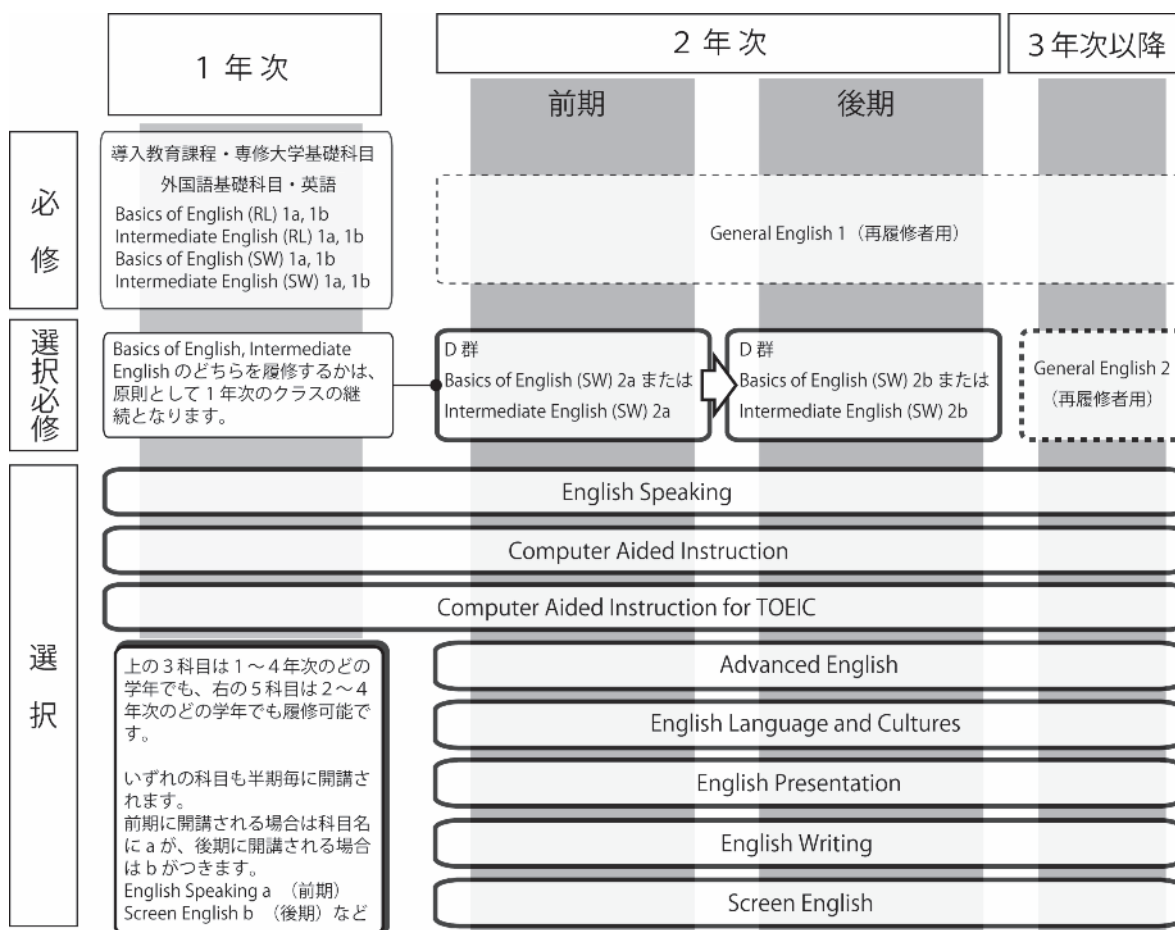 1 年 次
2 年 次
3 年次以降
前期
後期
必修
導入教育課程・専修大学基礎科目
外国語基礎科目・英語
Basics of English (RL) 1a, 1b
Intermediate English (RL) 1a, 1b
Basics of English (SW) 1a, 1b
Intermediate English (SW) 1a, 1b
General English 1（再履修者用）
選択必修
Basics of English, Intermediate
English のどちらを履修するかは、
原則として 1 年次のクラスの継
続となります。
D 群
Basics of English (SW) 2a または
Intermediate English (SW) 2a
D 群
Basics of English (SW) 2b または
Intermediate English (SW) 2b
General English 2
（再履修者用）
選択
English Speaking
Computer Aided Instruction
Computer Aided Instruction for TOEIC
上の３科目は１～４年次のどの
学年でも、右の５科目は２～４
年次のどの学年でも履修可能で
す。
いずれの科目も半期毎に開講さ
れます。
前期に開講される場合は科目名
に a が、後期に開講される場合
は b がつきます。
English Speaking a （前期）
Screen English b （後期）など
Advanced English
English Language and Cultures
English Presentation
English Writing
Screen English